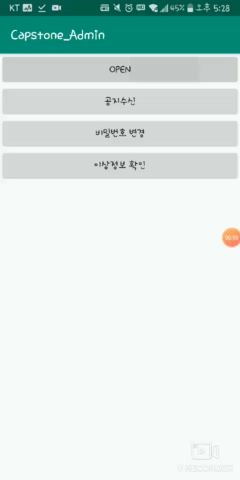 KT 45% 오후 5:28
Capstone_Admin
OPEN
공지수신
비밀번호 변경
이상정보 확인